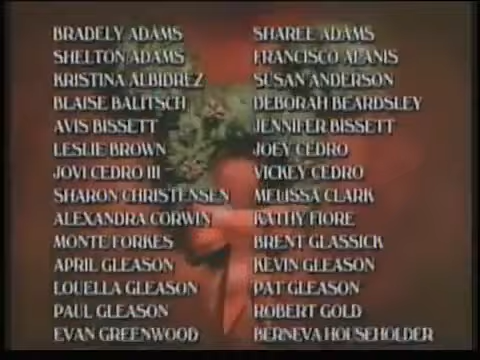 BRADELY ADAMS SHAREE ADAMS
SHELTON ADAMS FRANCISCO ALANIS
KRISTINA ALBIDREZ SUSAN ANDERSON
BLAISE BALITSCH DEBORAH BEARDSLEY
AVIS BISSETT JENNIFER BISSETT
LESLIE BROWN JOEY CEDRO
JOVI CEDRO III VICKEY CEDRO
SHARON CHRISTENSEN MELISSA CLARK
ALEXANDRA CORWIN KATHY FIORE
MONTE FORKES BRENT GLASSICK
APRIL GLEASON KEVIN GLEASON
LOUELLA GLEASON PAT GLEASON
PAUL GLEASON ROBERT GOLD
EVAN GREENWOOD BERNEVA HOUSEHOLDER